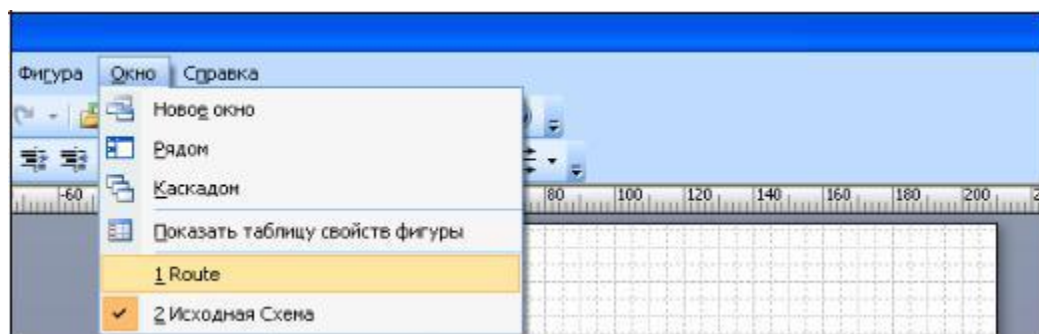 Фигура Окно Справка
Новое окно
Рядом
Каскадом
Показать таблицу свойств фигуры
1 Route
2 Исходная Схема
-60 80 100 120 140 160 180 200